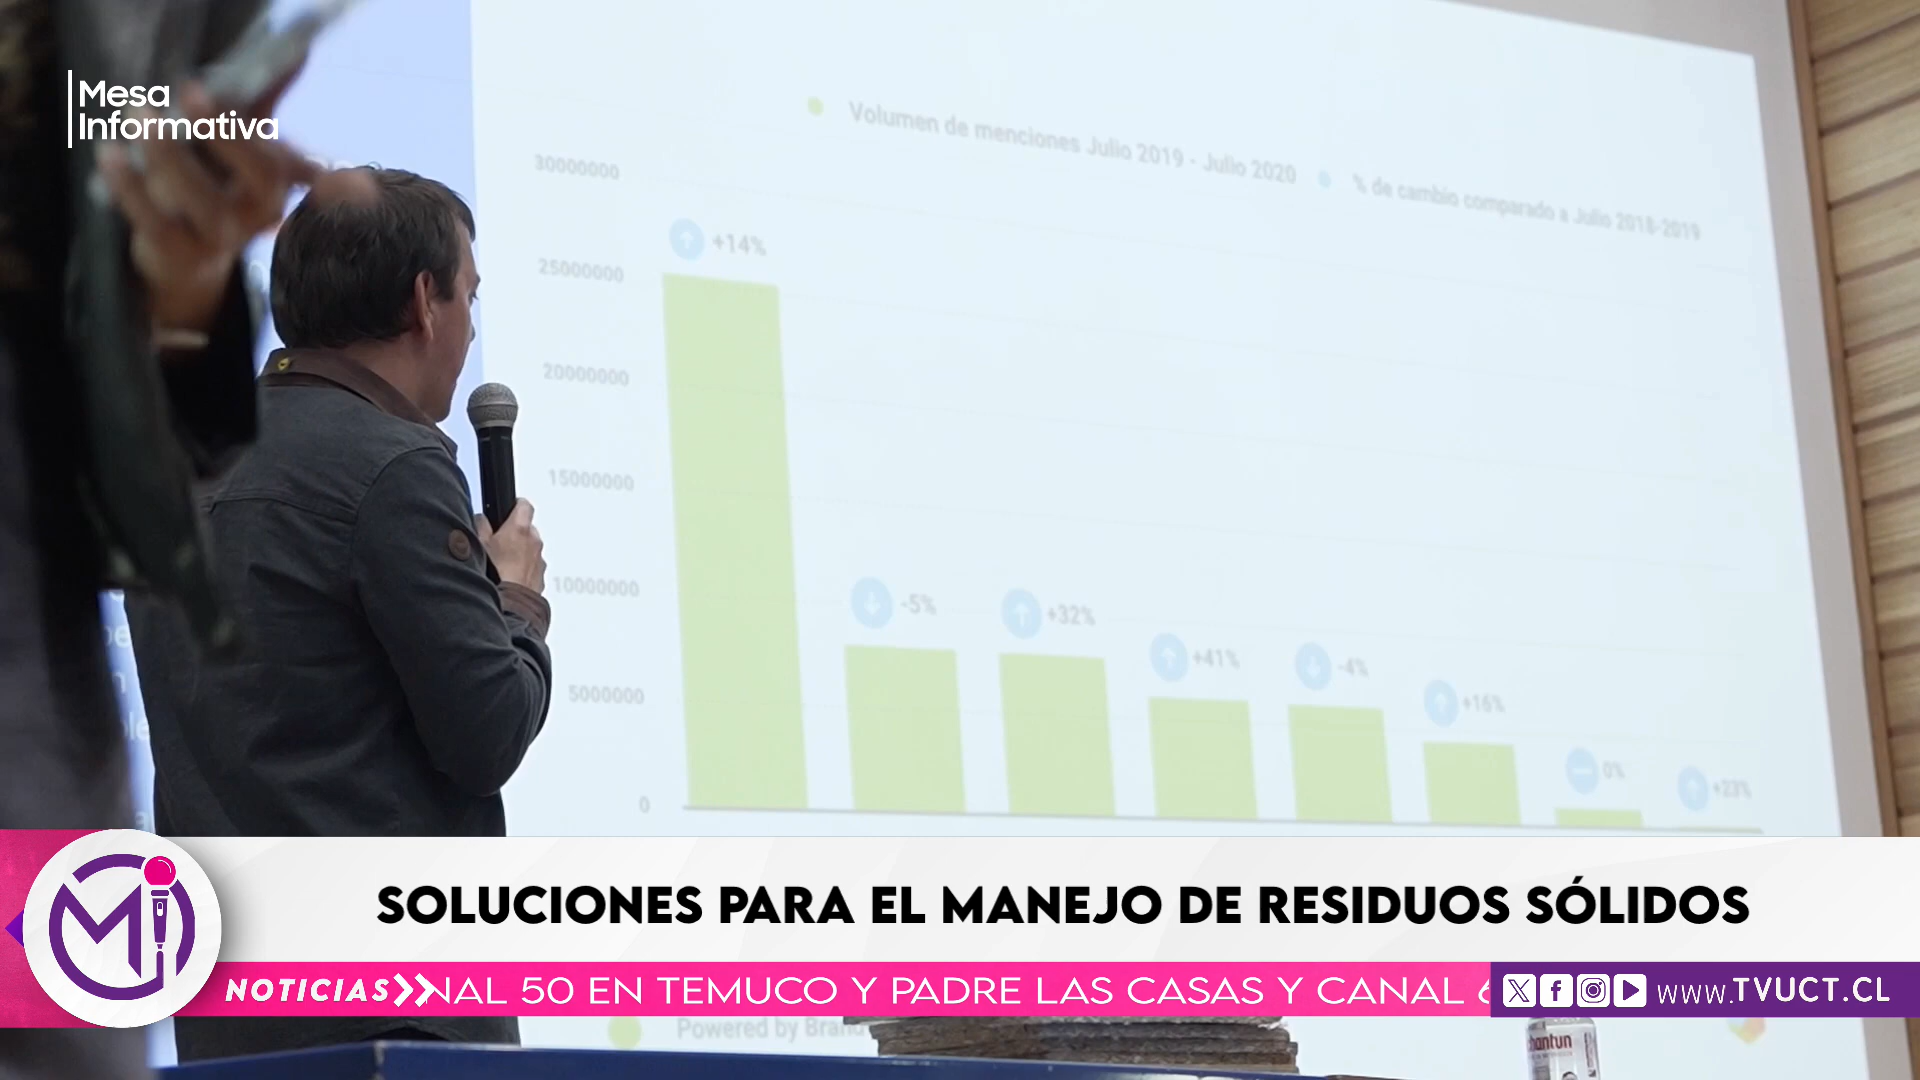 Mesa
Informativa
Volumen de menciones Julio 2019 - Julio 2020
% de cambio comparado a Julio 2018-2019
30000000
25000000
20000000
15000000
10000000
5000000
0
+14%
-5%
+32%
+41%
-4%
+16%
0%
+23%
SOLUCIONES PARA EL MANEJO DE RESIDUOS SÓLIDOS
NOTICIAS
NAL 50 EN TEMUCO Y PADRE LAS CASAS Y CANAL
WWW.TVUCT.CL
Powered by